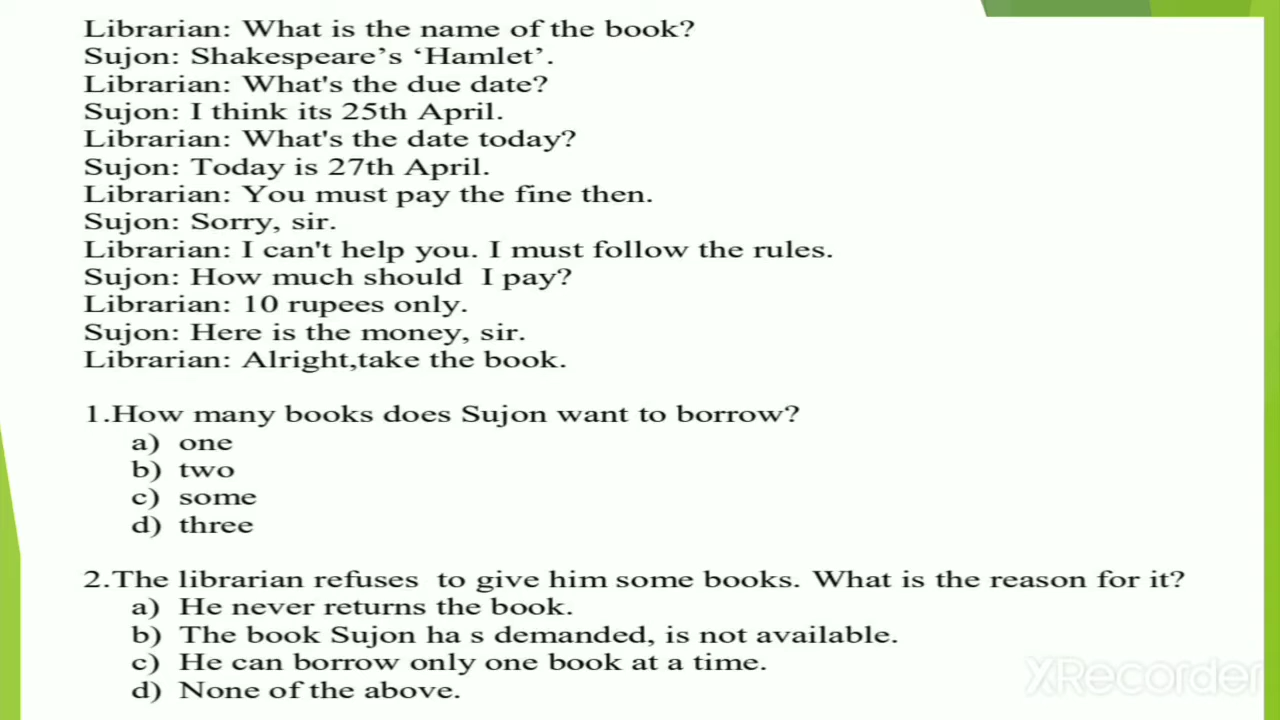 Librarian: What is the name of the book?
Sujon: Shakespeare's ‘Hamlet’.
Librarian: What's the due date?
Sujon: I think its 25th April.
Librarian: What's the date today?
Sujon: Today is 27th April.
Librarian: You must pay the fine then.
Sujon: Sorry, sir.
Librarian: I can't help you. I must follow the rules.
Sujon: How much should  I pay?
Librarian: 10 rupees only.
Sujon: Here is the money, sir.
Librarian: Alright,take the book.
1.How many books does Sujon want to borrow?
a) one
b) two
c) some
d) three
2.The librarian refuses  to give him some books. What is the reason for it?
a) He never returns the book.
b) The book Sujon ha s demanded, is not available.
c) He can borrow only one book at a time.
d) None of the above.
XRecorder